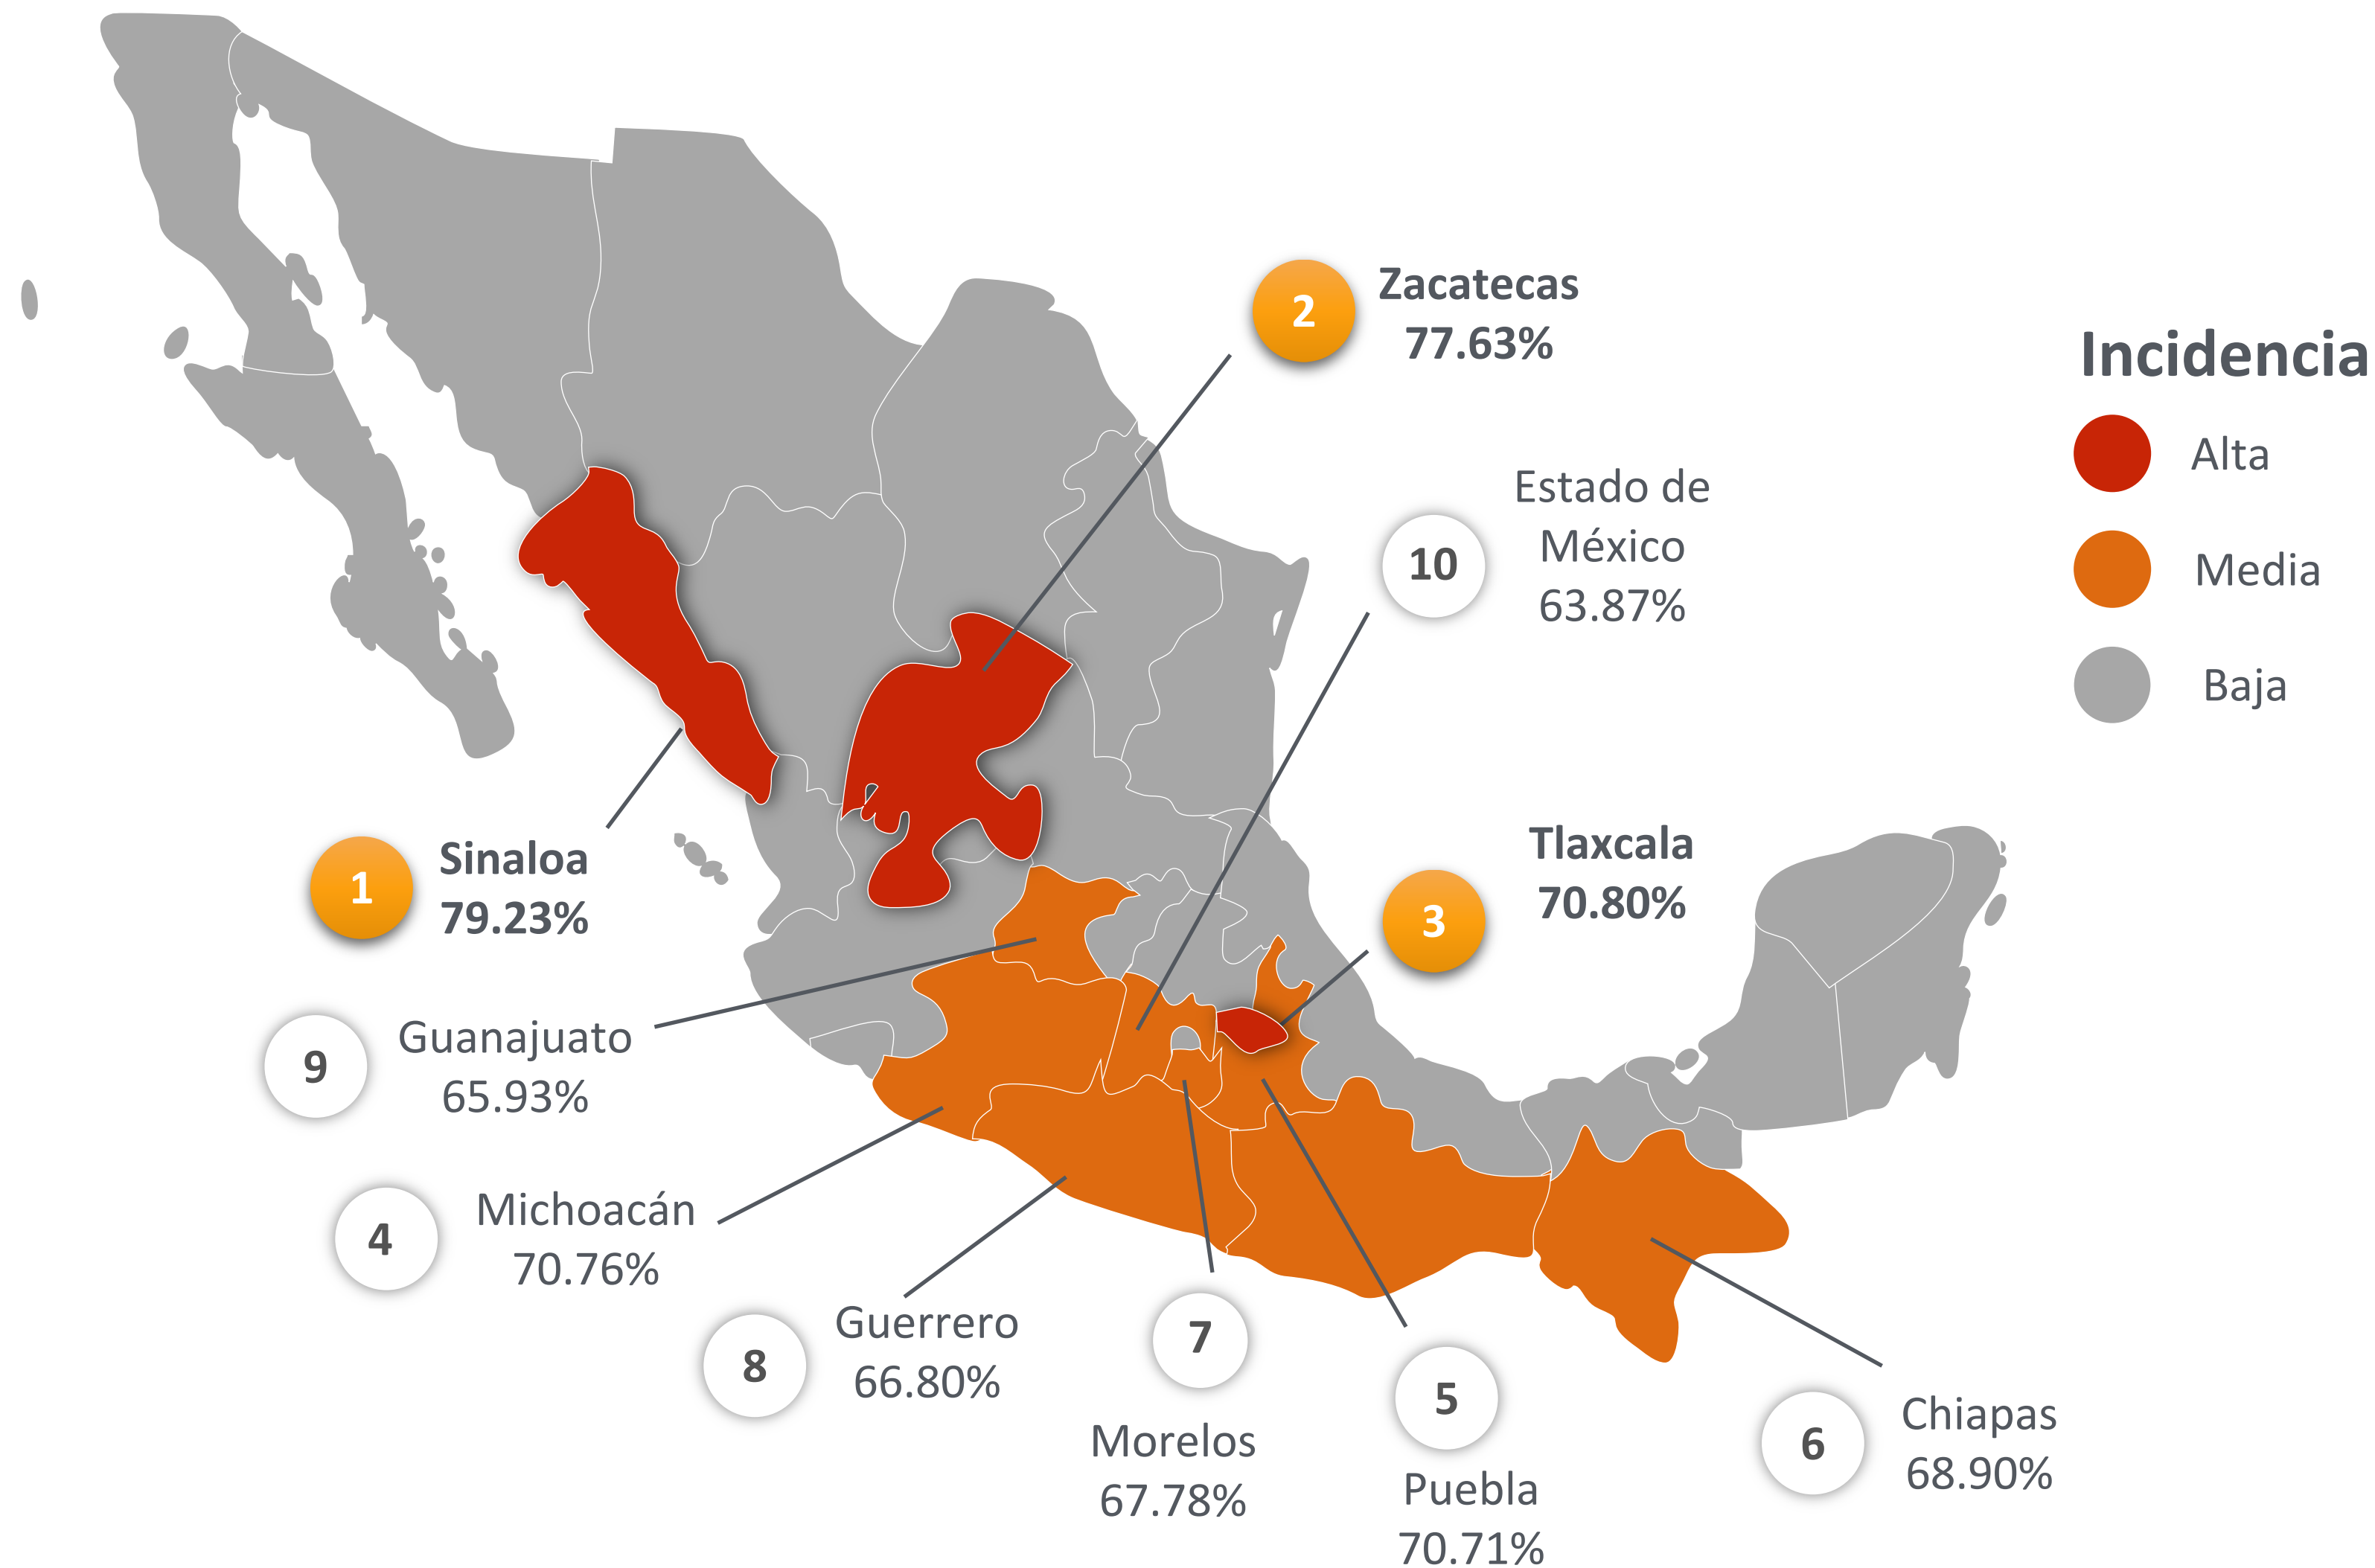 2
Zacatecas
77.63%
Incidencia
Alta
Media
Baja
10
Estado de
México
63.87%
1
Sinaloa
79.23%
3
Tlaxcala
70.80%
9
Guanajuato
65.93%
4
Michoacán
70.76%
8
Guerrero
66.80%
7
Morelos
67.78%
5
Puebla
70.71%
6
Chiapas
68.90%